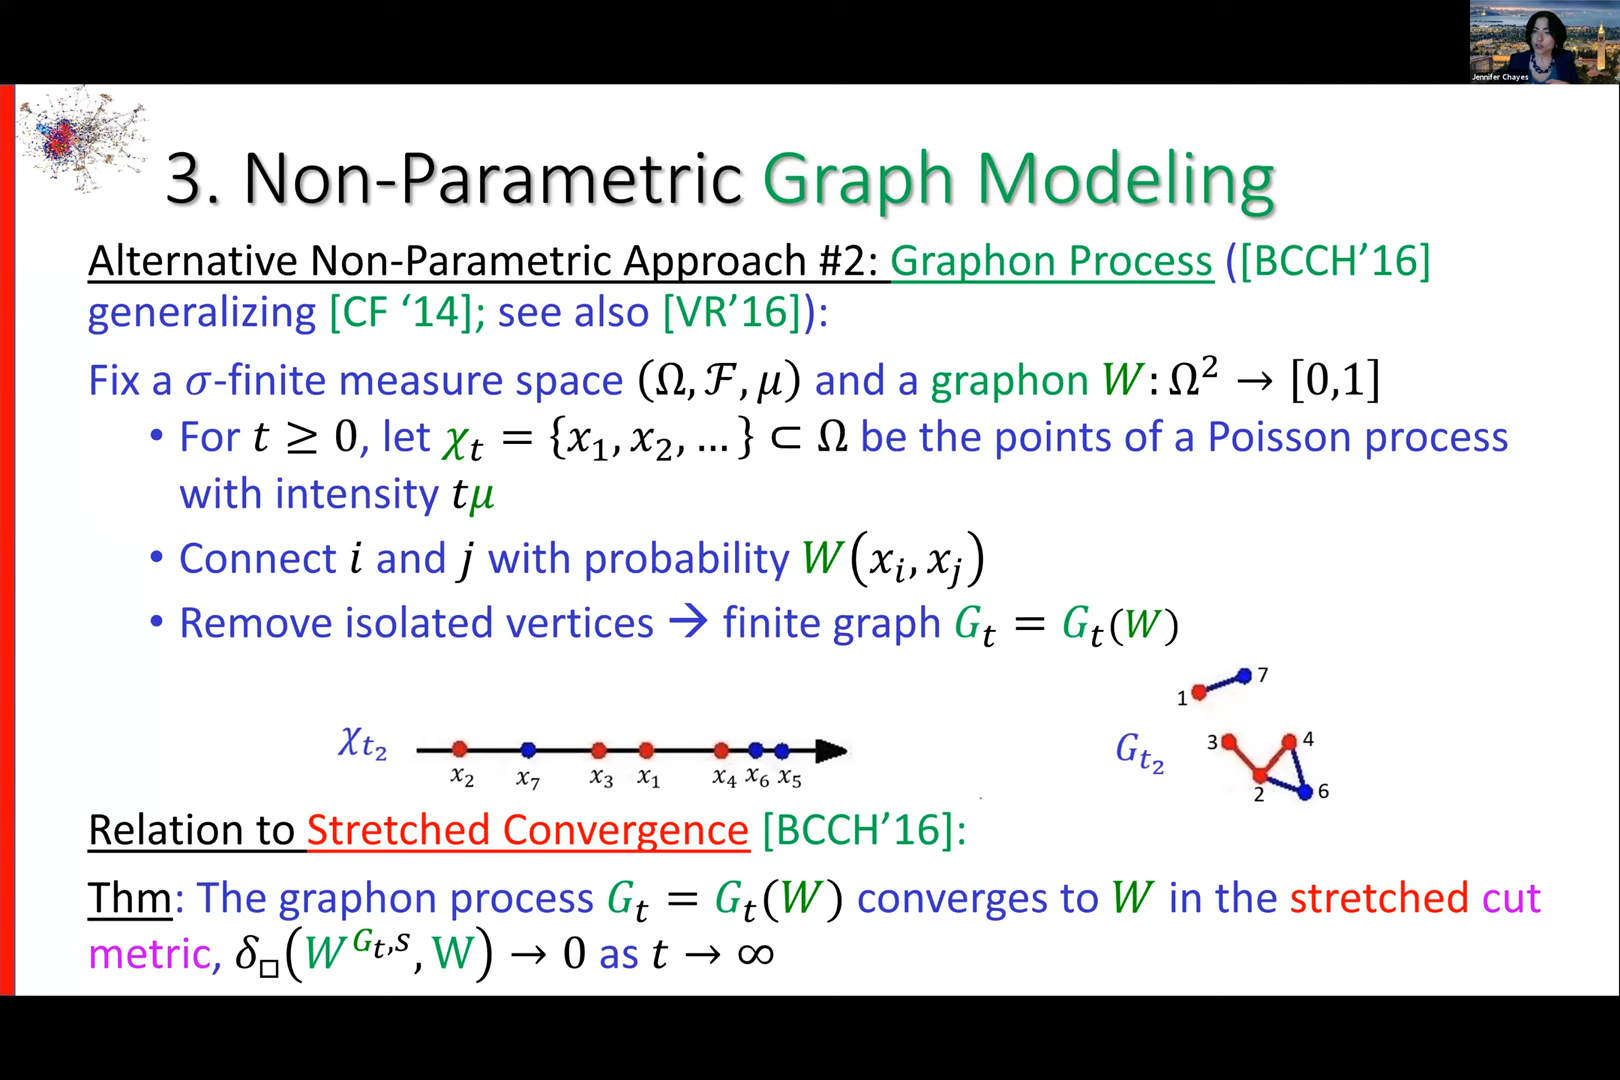 Jennifer Chayes
3. Non-Parametric Graph Modeling
Alternative Non-Parametric Approach #2: Graphon Process ([BCCH’16]
generalizing [CF ‘14]; see also [VR’16]):
Fix a σ-finite measure space (Ω, ℱ, μ) and a graphon W: Ω² → [0,1]
• For t ≥ 0, let χ_t = {x₁, x₂, … } ⊂ Ω be the points of a Poisson process
with intensity tμ
• Connect i and j with probability W(x_i, x_j)
• Remove isolated vertices → finite graph G_t = G_t(W)
χ_{t₂}
x₂ x₇ x₃ x₁ x₄ x₆ x₅
G_{t₂}
1 7
3 4
2 6
Relation to Stretched Convergence [BCCH’16]:
Thm: The graphon process G_t = G_t(W) converges to W in the stretched cut
metric, δ_□(W^{G_t,s}, W) → 0 as t → ∞